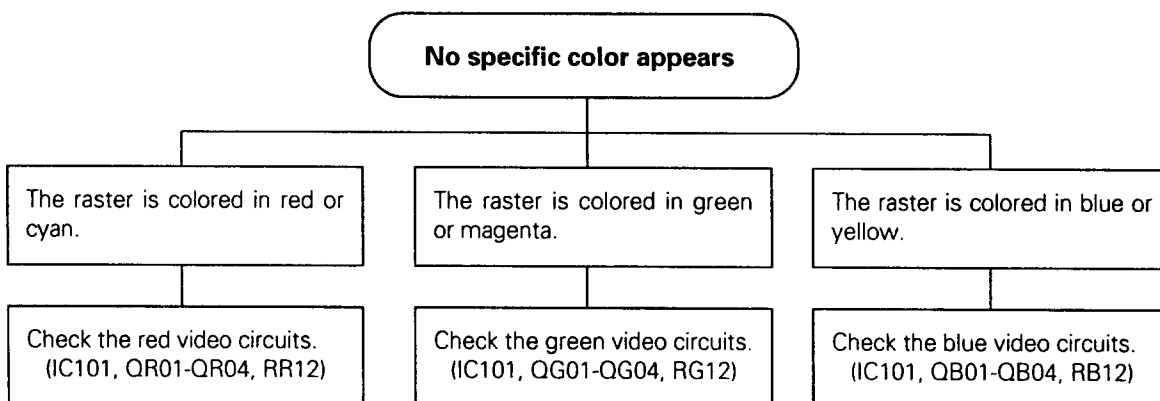 No specific color appears
The raster is colored in red or
cyan.
The raster is colored in green
or magenta.
The raster is colored in blue or
yellow.
Check the red video circuits.
(IC101, QR01-QR04, RR12)
Check the green video circuits.
(IC101, QG01-QG04, RG12)
Check the blue video circuits.
(IC101, QB01-QB04, RB12)